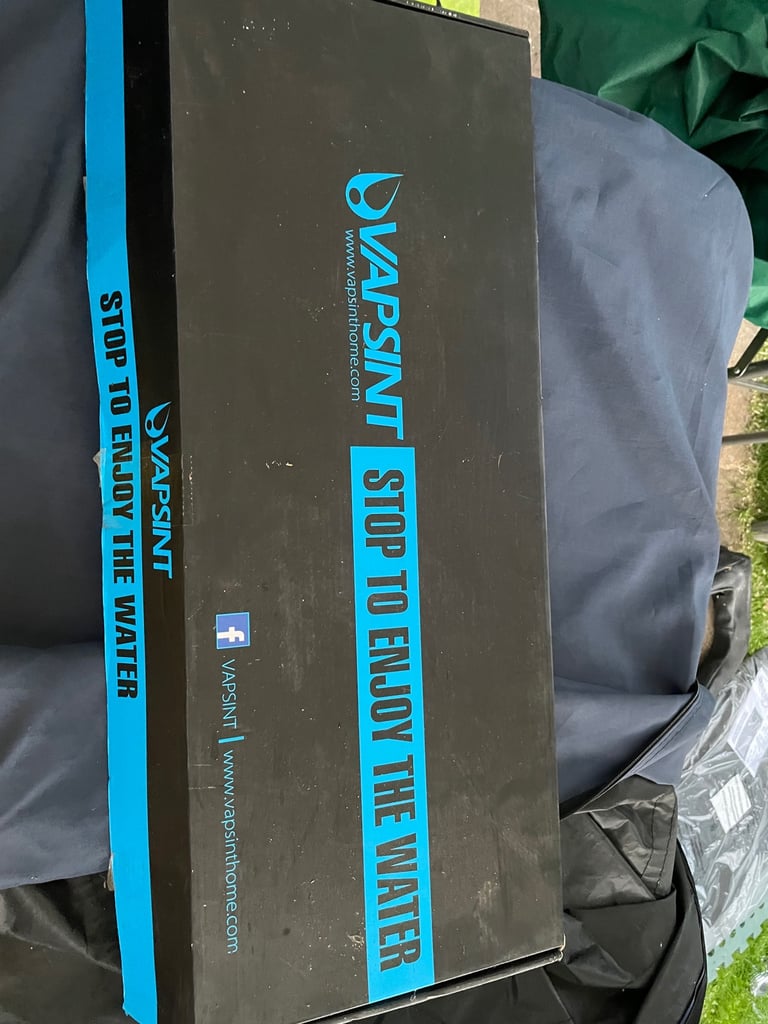 VAPSINT
www.vapsinthome.com
STOP TO ENJOY THE WATER
f VAPSINT | www.vapsinthome.com
VAPSINT
STOP TO ENJOY THE WATER